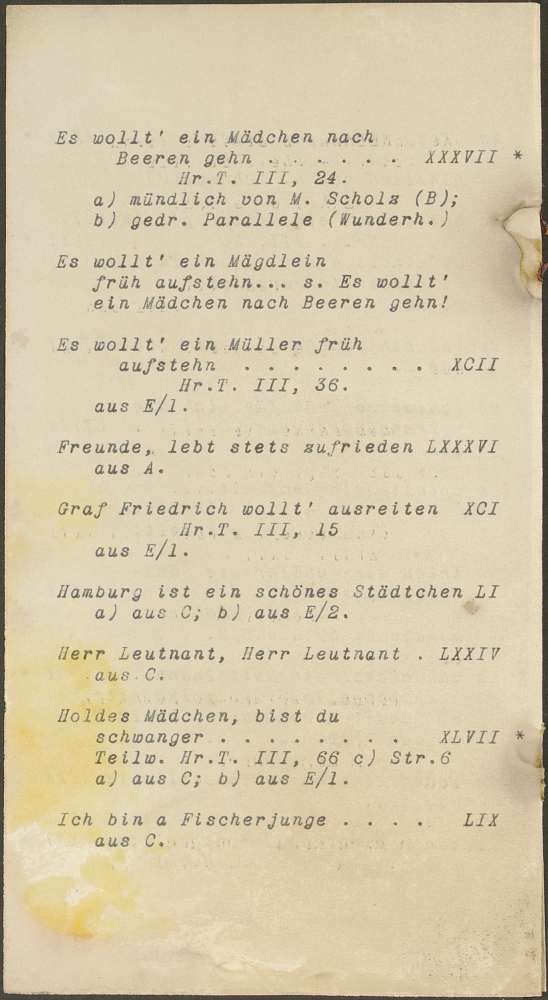 Es wollt' ein Mädchen nach
Beeren gehn . . . . . . XXXVII *
Hr.T. III, 24.
a) mündlich von M. Scholz (B);
b) gedr. Parallele (Wunderh.)
Es wollt' ein Mägdlein
früh aufstehn... s. Es wollt'
ein Mädchen nach Beeren gehn!
Es wollt' ein Müller früh
aufstehn . . . . . . . . XCII
Hr.T. III, 36.
aus E/1.
Freunde, lebt stets zufrieden LXXXVI
aus A.
Graf Friedrich wollt' ausreiten XCI
Hr.T. III, 15
aus E/1.
Hamburg ist ein schönes Städtchen LI
a) aus C; b) aus E/2.
Herr Leutnant, Herr Leutnant . LXXIV
aus C.
Holdes Mädchen, bist du
schwanger . . . . . . . . XLVII *
Teilw. Hr.T. III, 66 c) Str.6
a) aus C; b) aus E/1.
Ich bin a Fischerjunge . . . . LIX
aus C.